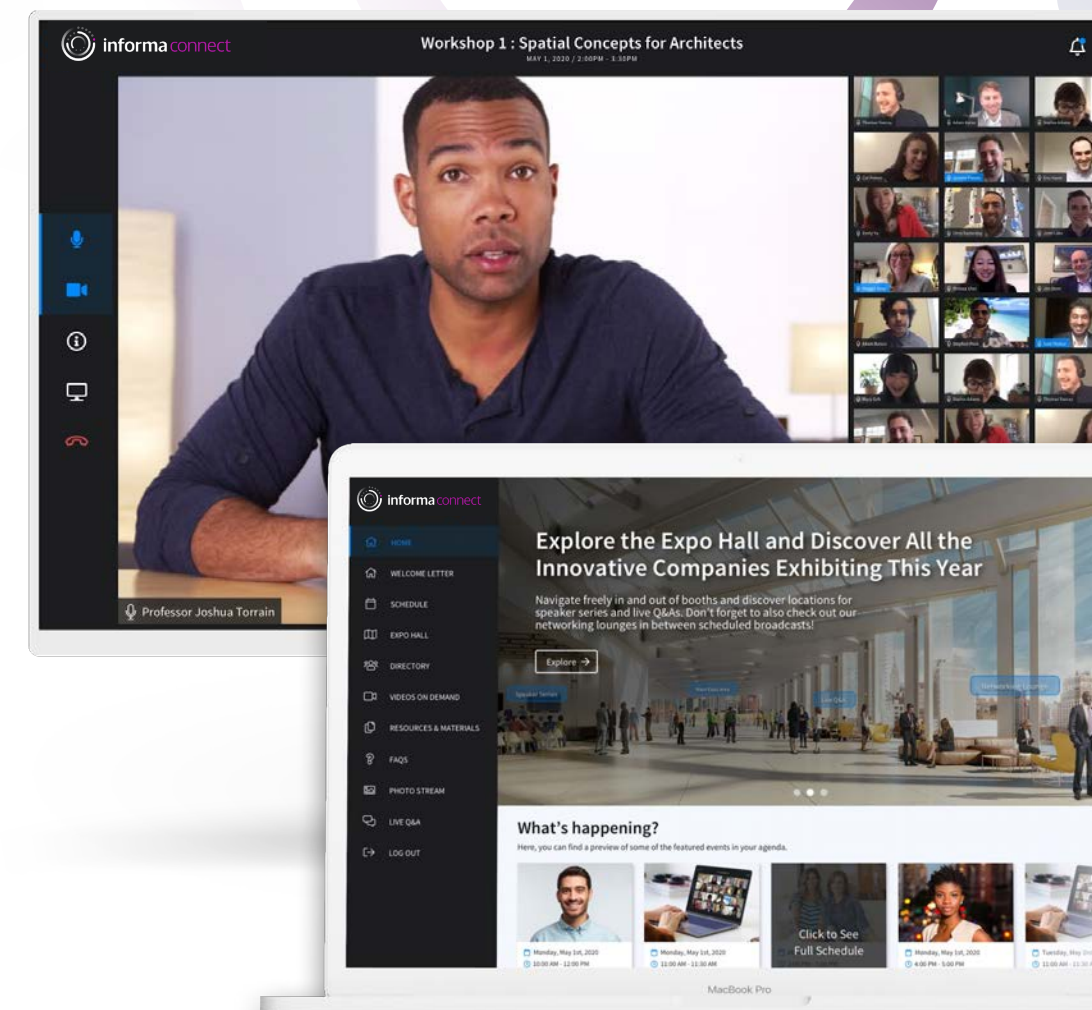 informa connect
Workshop 1 : Spatial Concepts for Architects
MAY 1, 2020 / 2:00PM - 3:30PM
Professor Joshua Torrain
informa connect
HOME
WELCOME LETTER
SCHEDULE
EXPO HALL
DIRECTORY
VIDEOS ON DEMAND
RESOURCES & MATERIALS
FAQS
PHOTO STREAM
LIVE Q&A
LOG OUT
Explore the Expo Hall and Discover All the
Innovative Companies Exhibiting This Year
Navigate freely in and out of booths and discover locations for
speaker series and live Q&As. Don't forget to also check out our
networking lounges in between scheduled broadcasts!
Explore →
Speaker Series
Live Q&A
Networking Lounge
What's happening?
Here, you can find a preview of some of the featured events in your agenda.
Click to See
Full Schedule
Monday, May 1st, 2020
10:00 AM - 12:00 PM
Monday, May 1st, 2020
11:00 AM - 11:30 AM
Monday, May 1st, 2020
4:00 PM - 5:00 PM
MacBook Pro